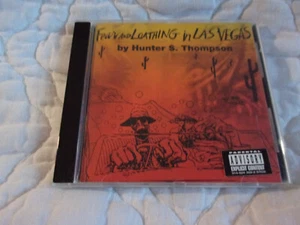 FEAR AND LOATHING IN LAS VEGAS
by Hunter S. Thompson
PARENTAL
ADVISORY
EXPLICIT CONTENT